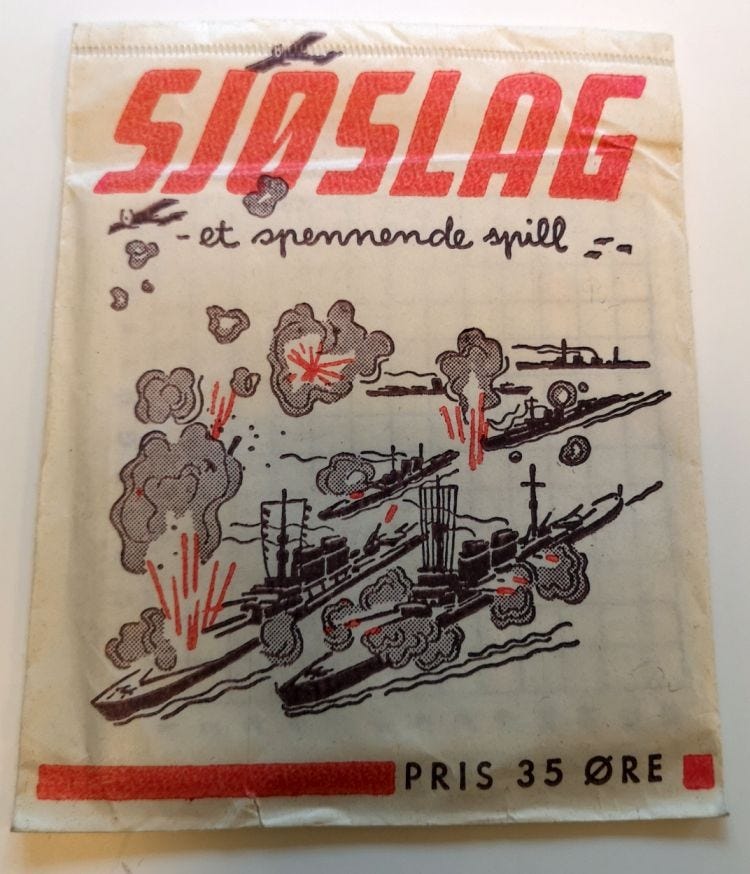 SJØSLAG
- et spennende spill
PRIS 35 ØRE